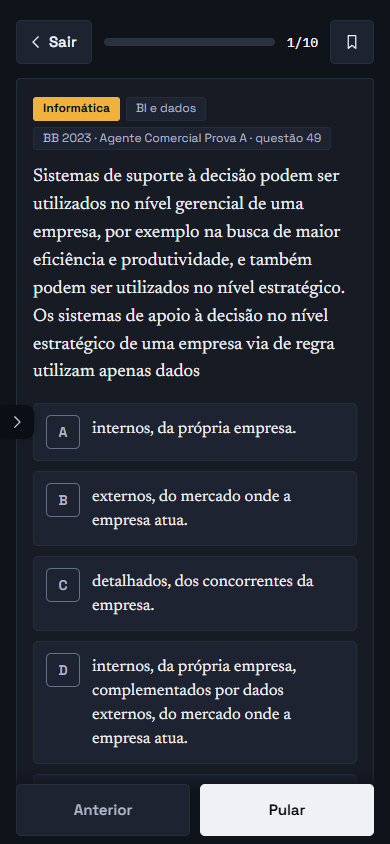 Sair
1/10
Informática
BI e dados
BB 2023 · Agente Comercial Prova A · questão 49
Sistemas de suporte à decisão podem ser
utilizados no nível gerencial de uma
empresa, por exemplo na busca de maior
eficiência e produtividade, e também
podem ser utilizados no nível estratégico.
Os sistemas de apoio à decisão no nível
estratégico de uma empresa via de regra
utilizam apenas dados
A
internos, da própria empresa.
B
externos, do mercado onde a
empresa atua.
C
detalhados, dos concorrentes da
empresa.
D
internos, da própria empresa,
complementados por dados
externos, do mercado onde a
empresa atua.
Anterior
Pular